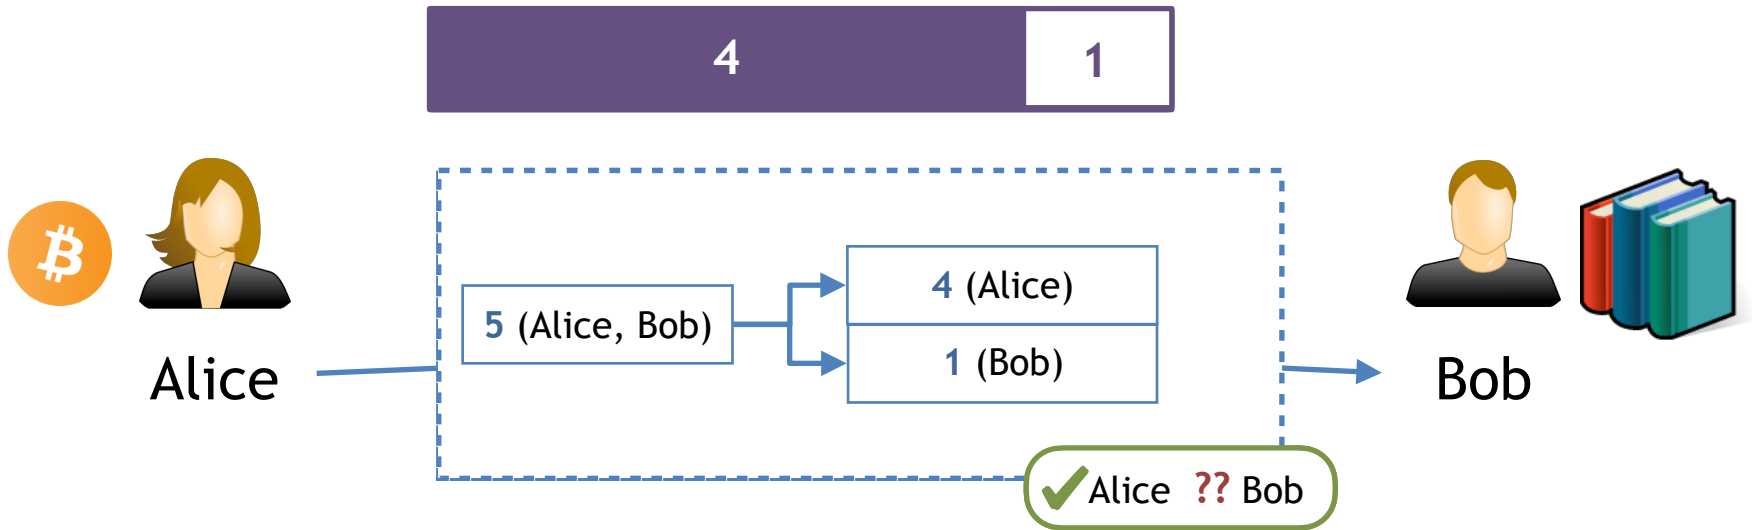 4 1
5 (Alice, Bob)
4 (Alice)
1 (Bob)
Alice
Bob
Alice ?? Bob